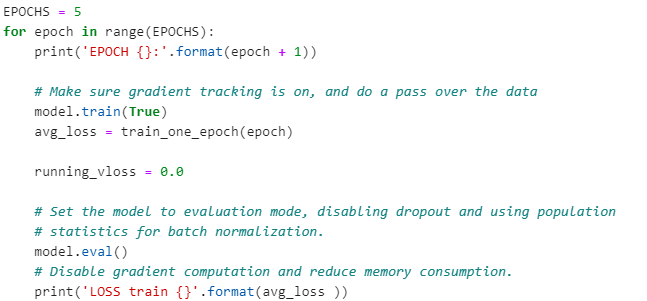 EPOCHS = 5
for epoch in range(EPOCHS):
    print('EPOCH {}:'.format(epoch + 1))

    # Make sure gradient tracking is on, and do a pass over the data
    model.train(True)
    avg_loss = train_one_epoch(epoch)

    running_vloss = 0.0

    # Set the model to evaluation mode, disabling dropout and using population
    # statistics for batch normalization.
    model.eval()
    # Disable gradient computation and reduce memory consumption.
    print('LOSS train {}'.format(avg_loss ))